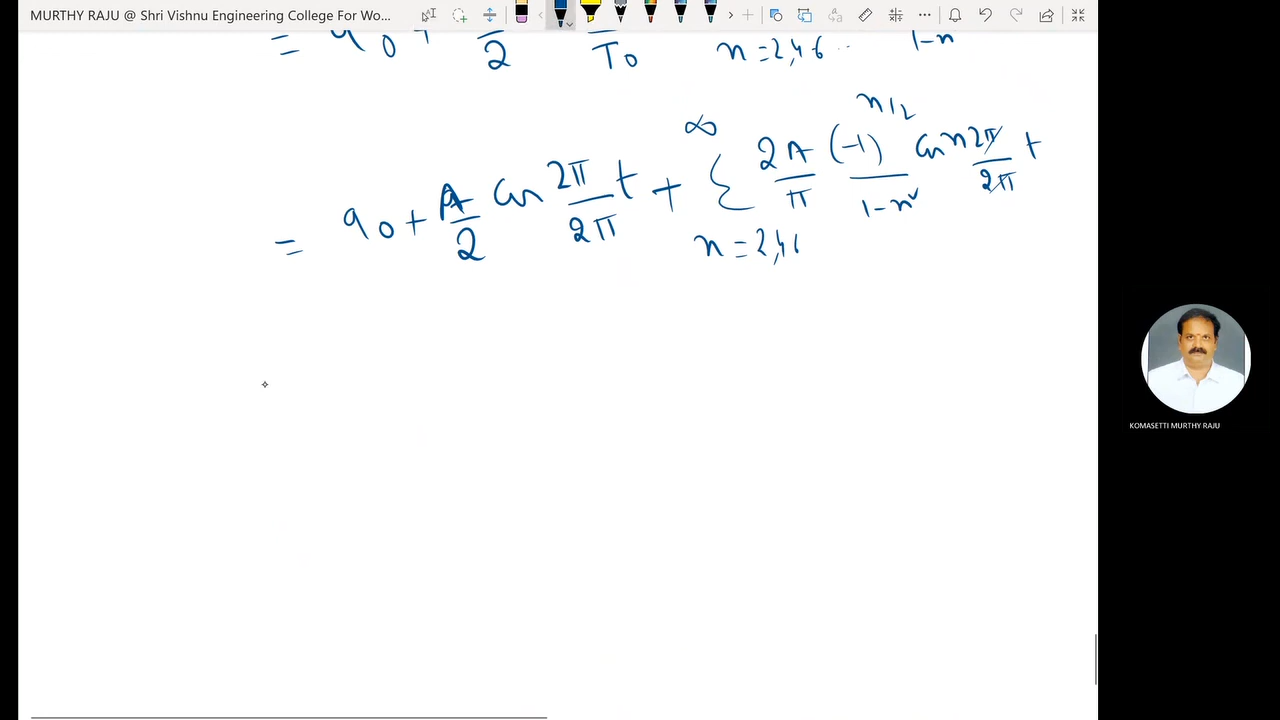 MURTHY RAJU @ Shri Vishnu Engineering College For Wo...
= a0 + 2 T0 n = 2,4 6 .. 1-n
= a0 + A/2 cos 2π/2π t + ∞ Σ n = 2,4 6 2A/π (-1)^n/2 / 1-n² cos n 2π/2π t
KOMASETTI MURTHY RAJU